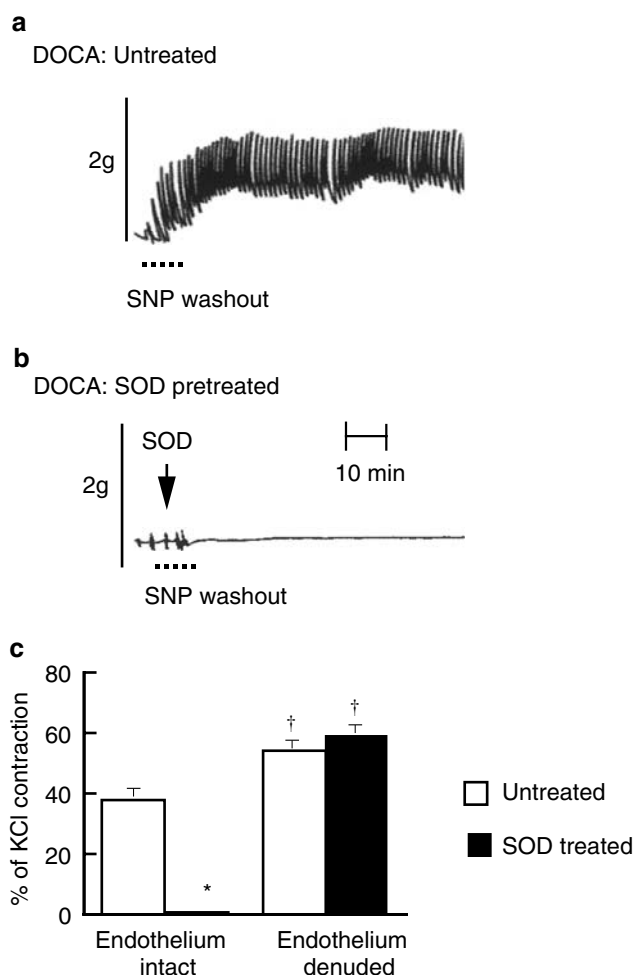 a
DOCA: Untreated
2g
SNP washout
b
DOCA: SOD pretreated
SOD
10 min
2g
SNP washout
c
% of KCl contraction
80
60
40
20
0
*
†
†
Endothelium
intact
Endothelium
denuded
Untreated
SOD treated